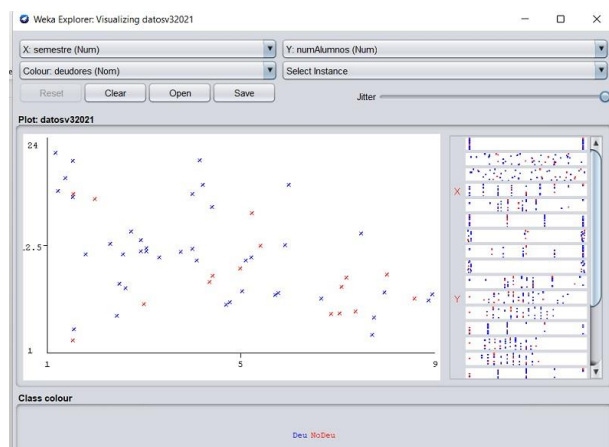 Weka Explorer: Visualizing datosv32021
X: semestre (Num)
Y: numAlumnos (Num)
Colour: deudores (Nom)
Select Instance
Reset Clear Open Save
Jitter
Plot: datosv32021
24
2.5
1
1 5 9
X
Y
Class colour
Deu NoDeu